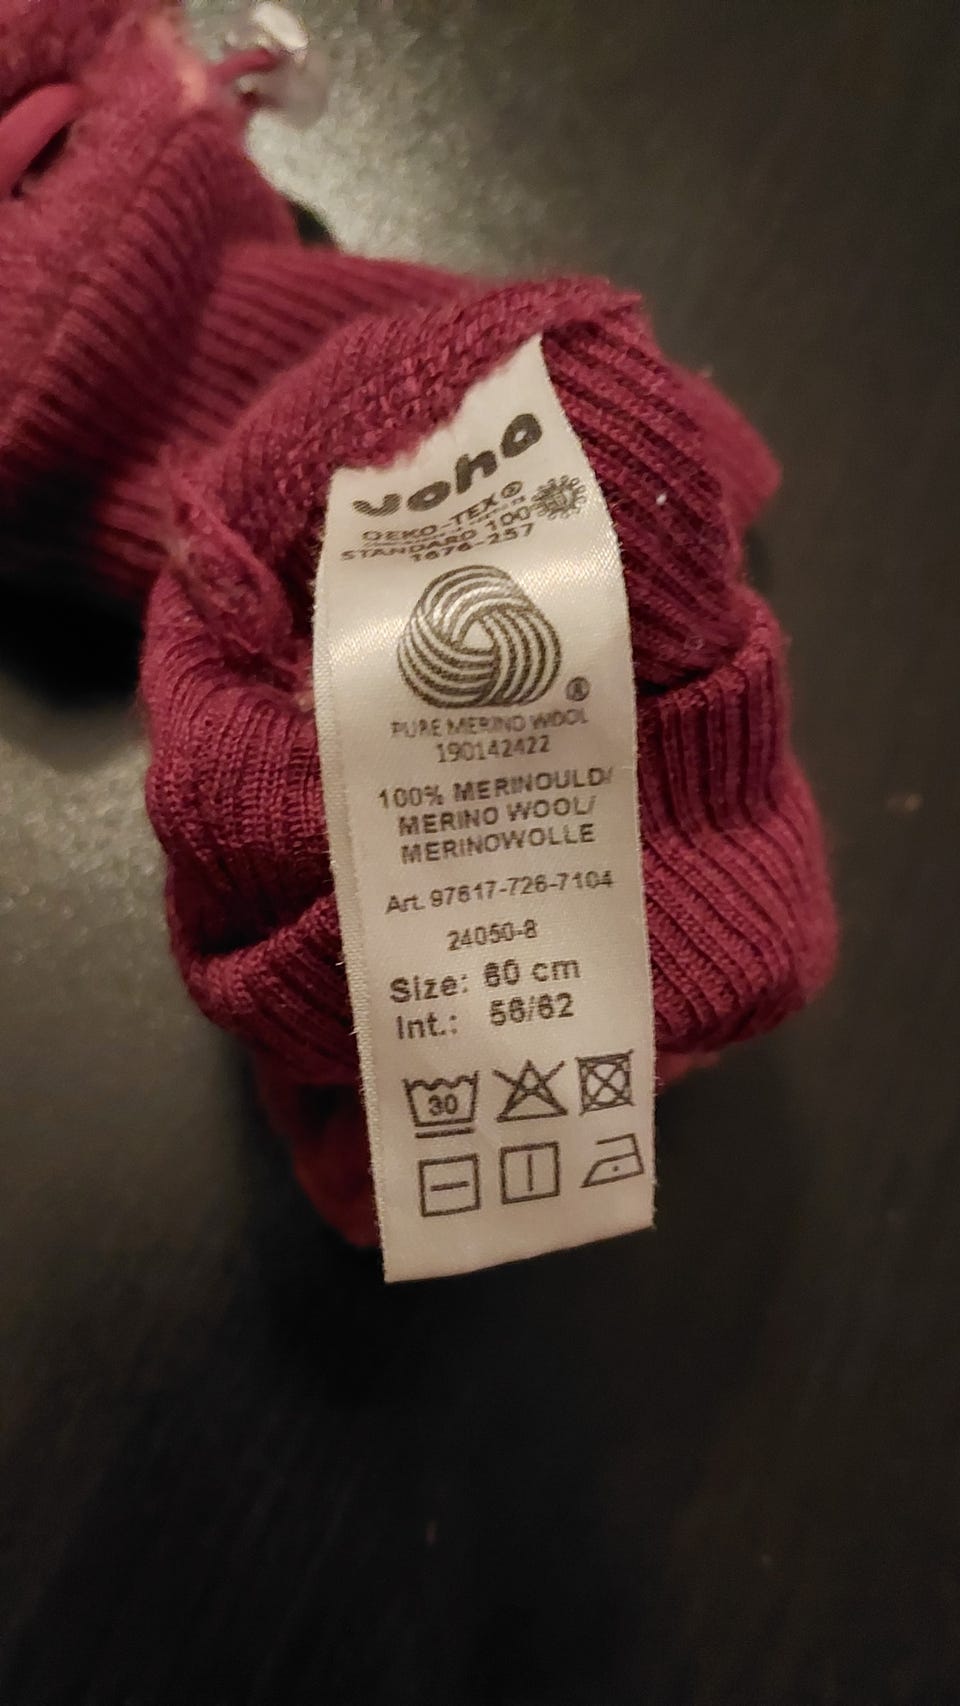 joha
OEKO-TEX®
STANDARD 100
1676-257
®
PURE MERINO WOOL
190142422
100% MERINOULD/
MERINO WOOL/
MERINOWOLLE
Art. 97617-726-7104
24050-8
Size: 60 cm
Int.: 56/62
30